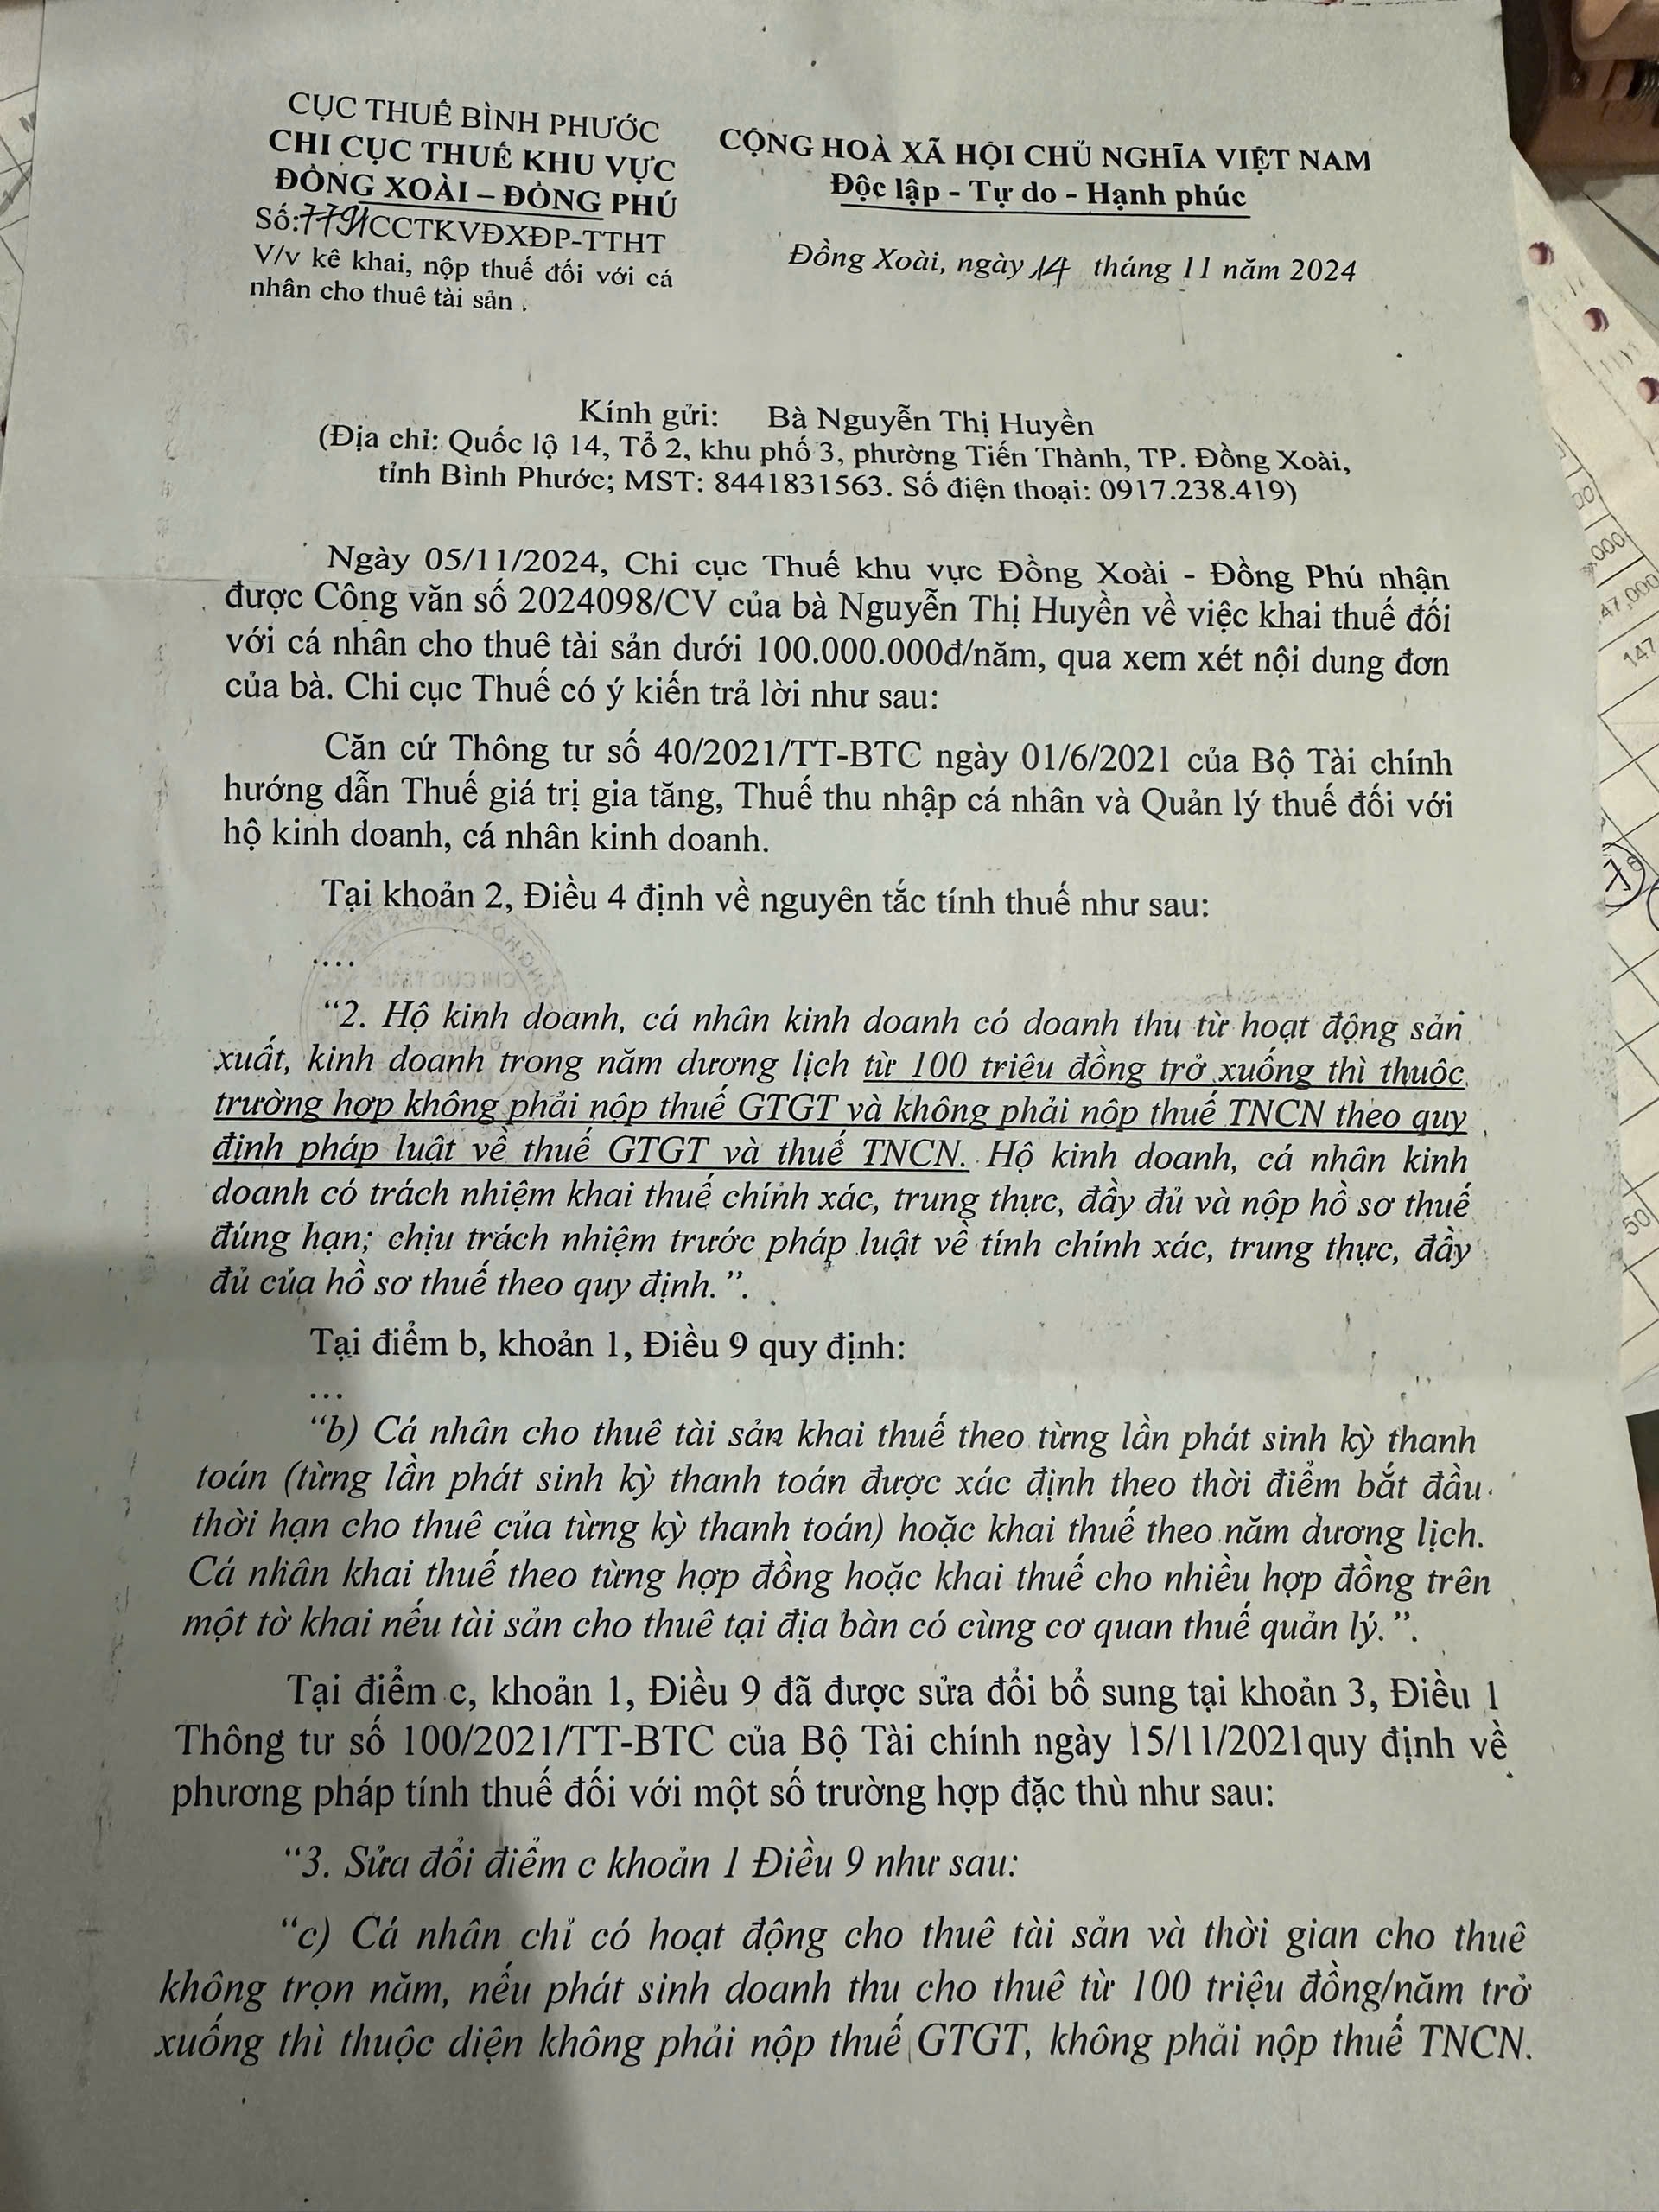 CỤC THUẾ BÌNH PHƯỚC
CHI CỤC THUẾ KHU VỰC
ĐỒNG XOÀI – ĐỒNG PHÚ
Số: CCTKVĐXĐP-TTHT
V/v kê khai, nộp thuế đối với cá
nhân cho thuê tài sản .
CỘNG HOÀ XÃ HỘI CHỦ NGHĨA VIỆT NAM
Độc lập - Tự do - Hạnh phúc
Đồng Xoài, ngày 14 tháng 11 năm 2024
Kính gửi: Bà Nguyễn Thị Huyền
(Địa chỉ: Quốc lộ 14, Tổ 2, khu phố 3, phường Tiến Thành, TP. Đồng Xoài,
tỉnh Bình Phước; MST: 8441831563. Số điện thoại: 0917.238.419)
Ngày 05/11/2024, Chi cục Thuế khu vực Đồng Xoài - Đồng Phú nhận
được Công văn số 2024098/CV của bà Nguyễn Thị Huyền về việc khai thuế đối
với cá nhân cho thuê tài sản dưới 100.000.000đ/năm, qua xem xét nội dung đơn
của bà. Chi cục Thuế có ý kiến trả lời như sau:
Căn cứ Thông tư số 40/2021/TT-BTC ngày 01/6/2021 của Bộ Tài chính
hướng dẫn Thuế giá trị gia tăng, Thuế thu nhập cá nhân và Quản lý thuế đối với
hộ kinh doanh, cá nhân kinh doanh.
Tại khoản 2, Điều 4 định về nguyên tắc tính thuế như sau:
....
“2. Hộ kinh doanh, cá nhân kinh doanh có doanh thu từ hoạt động sản
xuất, kinh doanh trong năm dương lịch từ 100 triệu đồng trở xuống thì thuộc
trường hợp không phải nộp thuế GTGT và không phải nộp thuế TNCN theo quy
định pháp luật về thuế GTGT và thuế TNCN. Hộ kinh doanh, cá nhân kinh
doanh có trách nhiệm khai thuế chính xác, trung thực, đầy đủ và nộp hồ sơ thuế
đúng hạn; chịu trách nhiệm trước pháp luật về tính chính xác, trung thực, đầy
đủ của hồ sơ thuế theo quy định.”.
Tại điểm b, khoản 1, Điều 9 quy định:
...
“b) Cá nhân cho thuê tài sản khai thuế theo từng lần phát sinh kỳ thanh
toán (từng lần phát sinh kỳ thanh toán được xác định theo thời điểm bắt đầu
thời hạn cho thuê của từng kỳ thanh toán) hoặc khai thuế theo năm dương lịch.
Cá nhân khai thuế theo từng hợp đồng hoặc khai thuế cho nhiều hợp đồng trên
một tờ khai nếu tài sản cho thuê tại địa bàn có cùng cơ quan thuế quản lý.”.
Tại điểm c, khoản 1, Điều 9 đã được sửa đổi bổ sung tại khoản 3, Điều 1
Thông tư số 100/2021/TT-BTC của Bộ Tài chính ngày 15/11/2021quy định về
phương pháp tính thuế đối với một số trường hợp đặc thù như sau:
“3. Sửa đổi điểm c khoản 1 Điều 9 như sau:
“c) Cá nhân chỉ có hoạt động cho thuê tài sản và thời gian cho thuê
không trọn năm, nếu phát sinh doanh thu cho thuê từ 100 triệu đồng/năm trở
xuống thì thuộc diện không phải nộp thuế GTGT, không phải nộp thuế TNCN.
,000
47,000
147
50